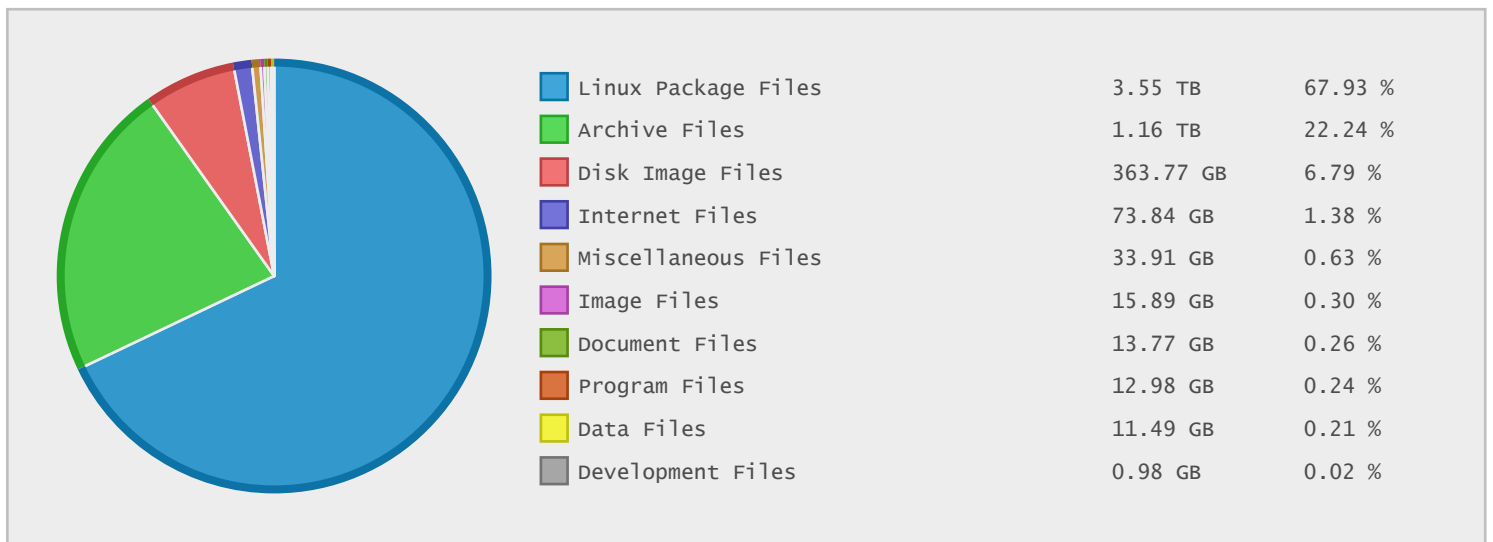 Linux Package Files 3.55 TB 67.93 %
Archive Files 1.16 TB 22.24 %
Disk Image Files 363.77 GB 6.79 %
Internet Files 73.84 GB 1.38 %
Miscellaneous Files 33.91 GB 0.63 %
Image Files 15.89 GB 0.30 %
Document Files 13.77 GB 0.26 %
Program Files 12.98 GB 0.24 %
Data Files 11.49 GB 0.21 %
Development Files 0.98 GB 0.02 %